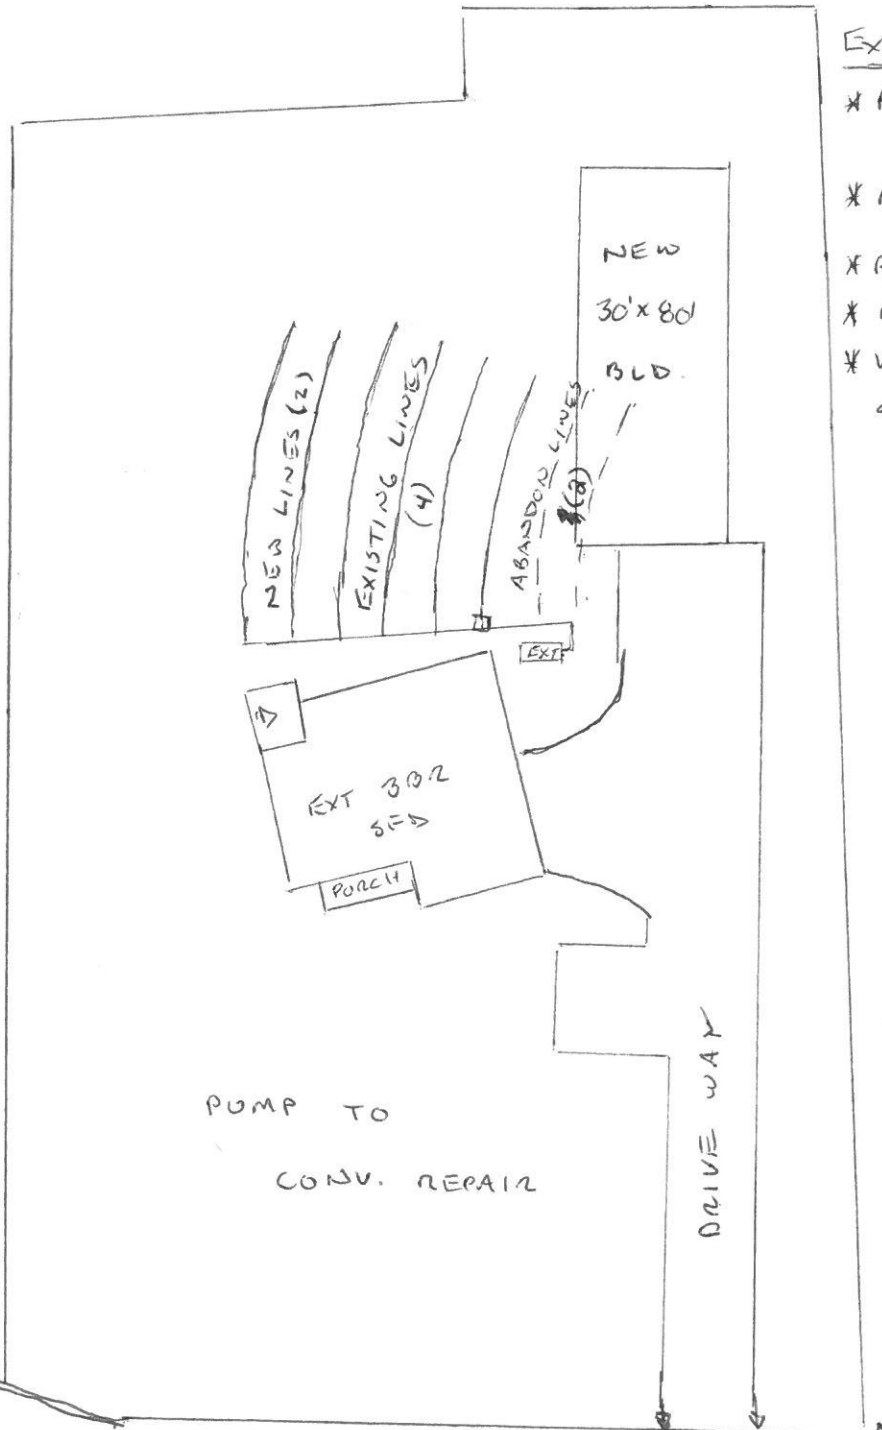 Ex
*
*
*
*
*
NEW
30' x 80'
BLD.
NEW LINES (2)
EXISTING LINES
(4)
ABANDON LINES
(2)
EXT
D
EXT 3BR
SFD
PORCH
PUMP TO
CONV. REPAIR
DRIVE WAY